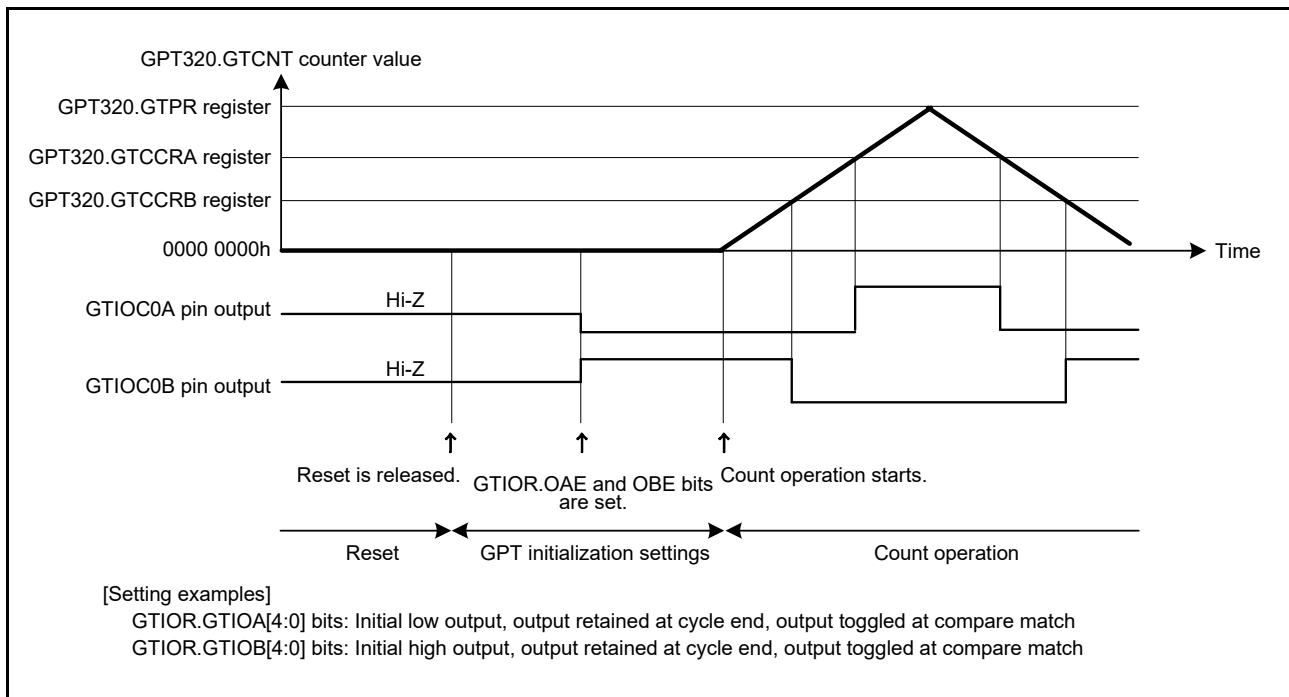 GPT320.GTCNT counter value
GPT320.GTPR register
GPT320.GTCCRA register
GPT320.GTCCRB register
0000 0000h
Time
Hi-Z
GTIOC0A pin output
Hi-Z
GTIOC0B pin output
Reset is released.
GTIOR.OAE and OBE bits
are set.
Count operation starts.
Reset
GPT initialization settings
Count operation
[Setting examples]
GTIOR.GTIOA[4:0] bits: Initial low output, output retained at cycle end, output toggled at compare match
GTIOR.GTIOB[4:0] bits: Initial high output, output retained at cycle end, output toggled at compare match